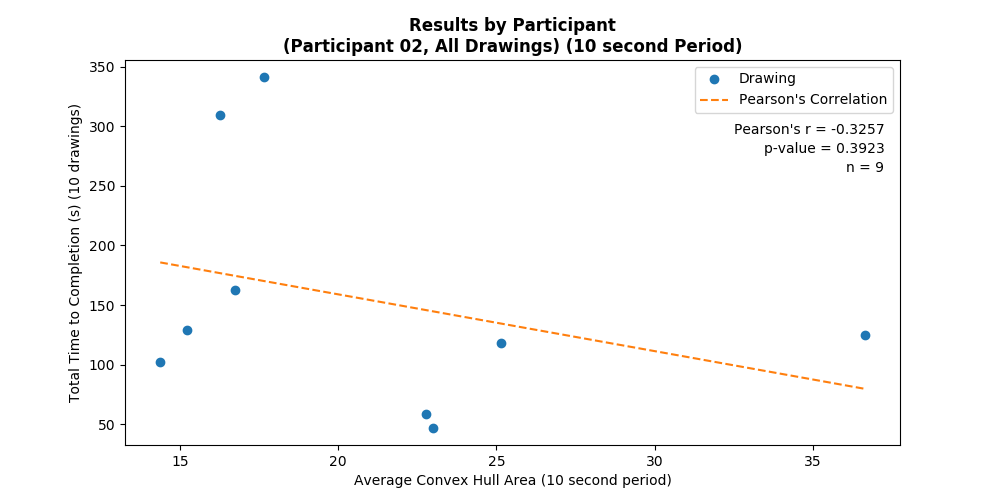 Results by Participant
(Participant 02, All Drawings) (10 second Period)
Drawing
Pearson's Correlation
Pearson's r = -0.3257
p-value = 0.3923
n = 9
Total Time to Completion (s) (10 drawings)
350
300
250
200
150
100
50
15 20 25 30 35
Average Convex Hull Area (10 second period)